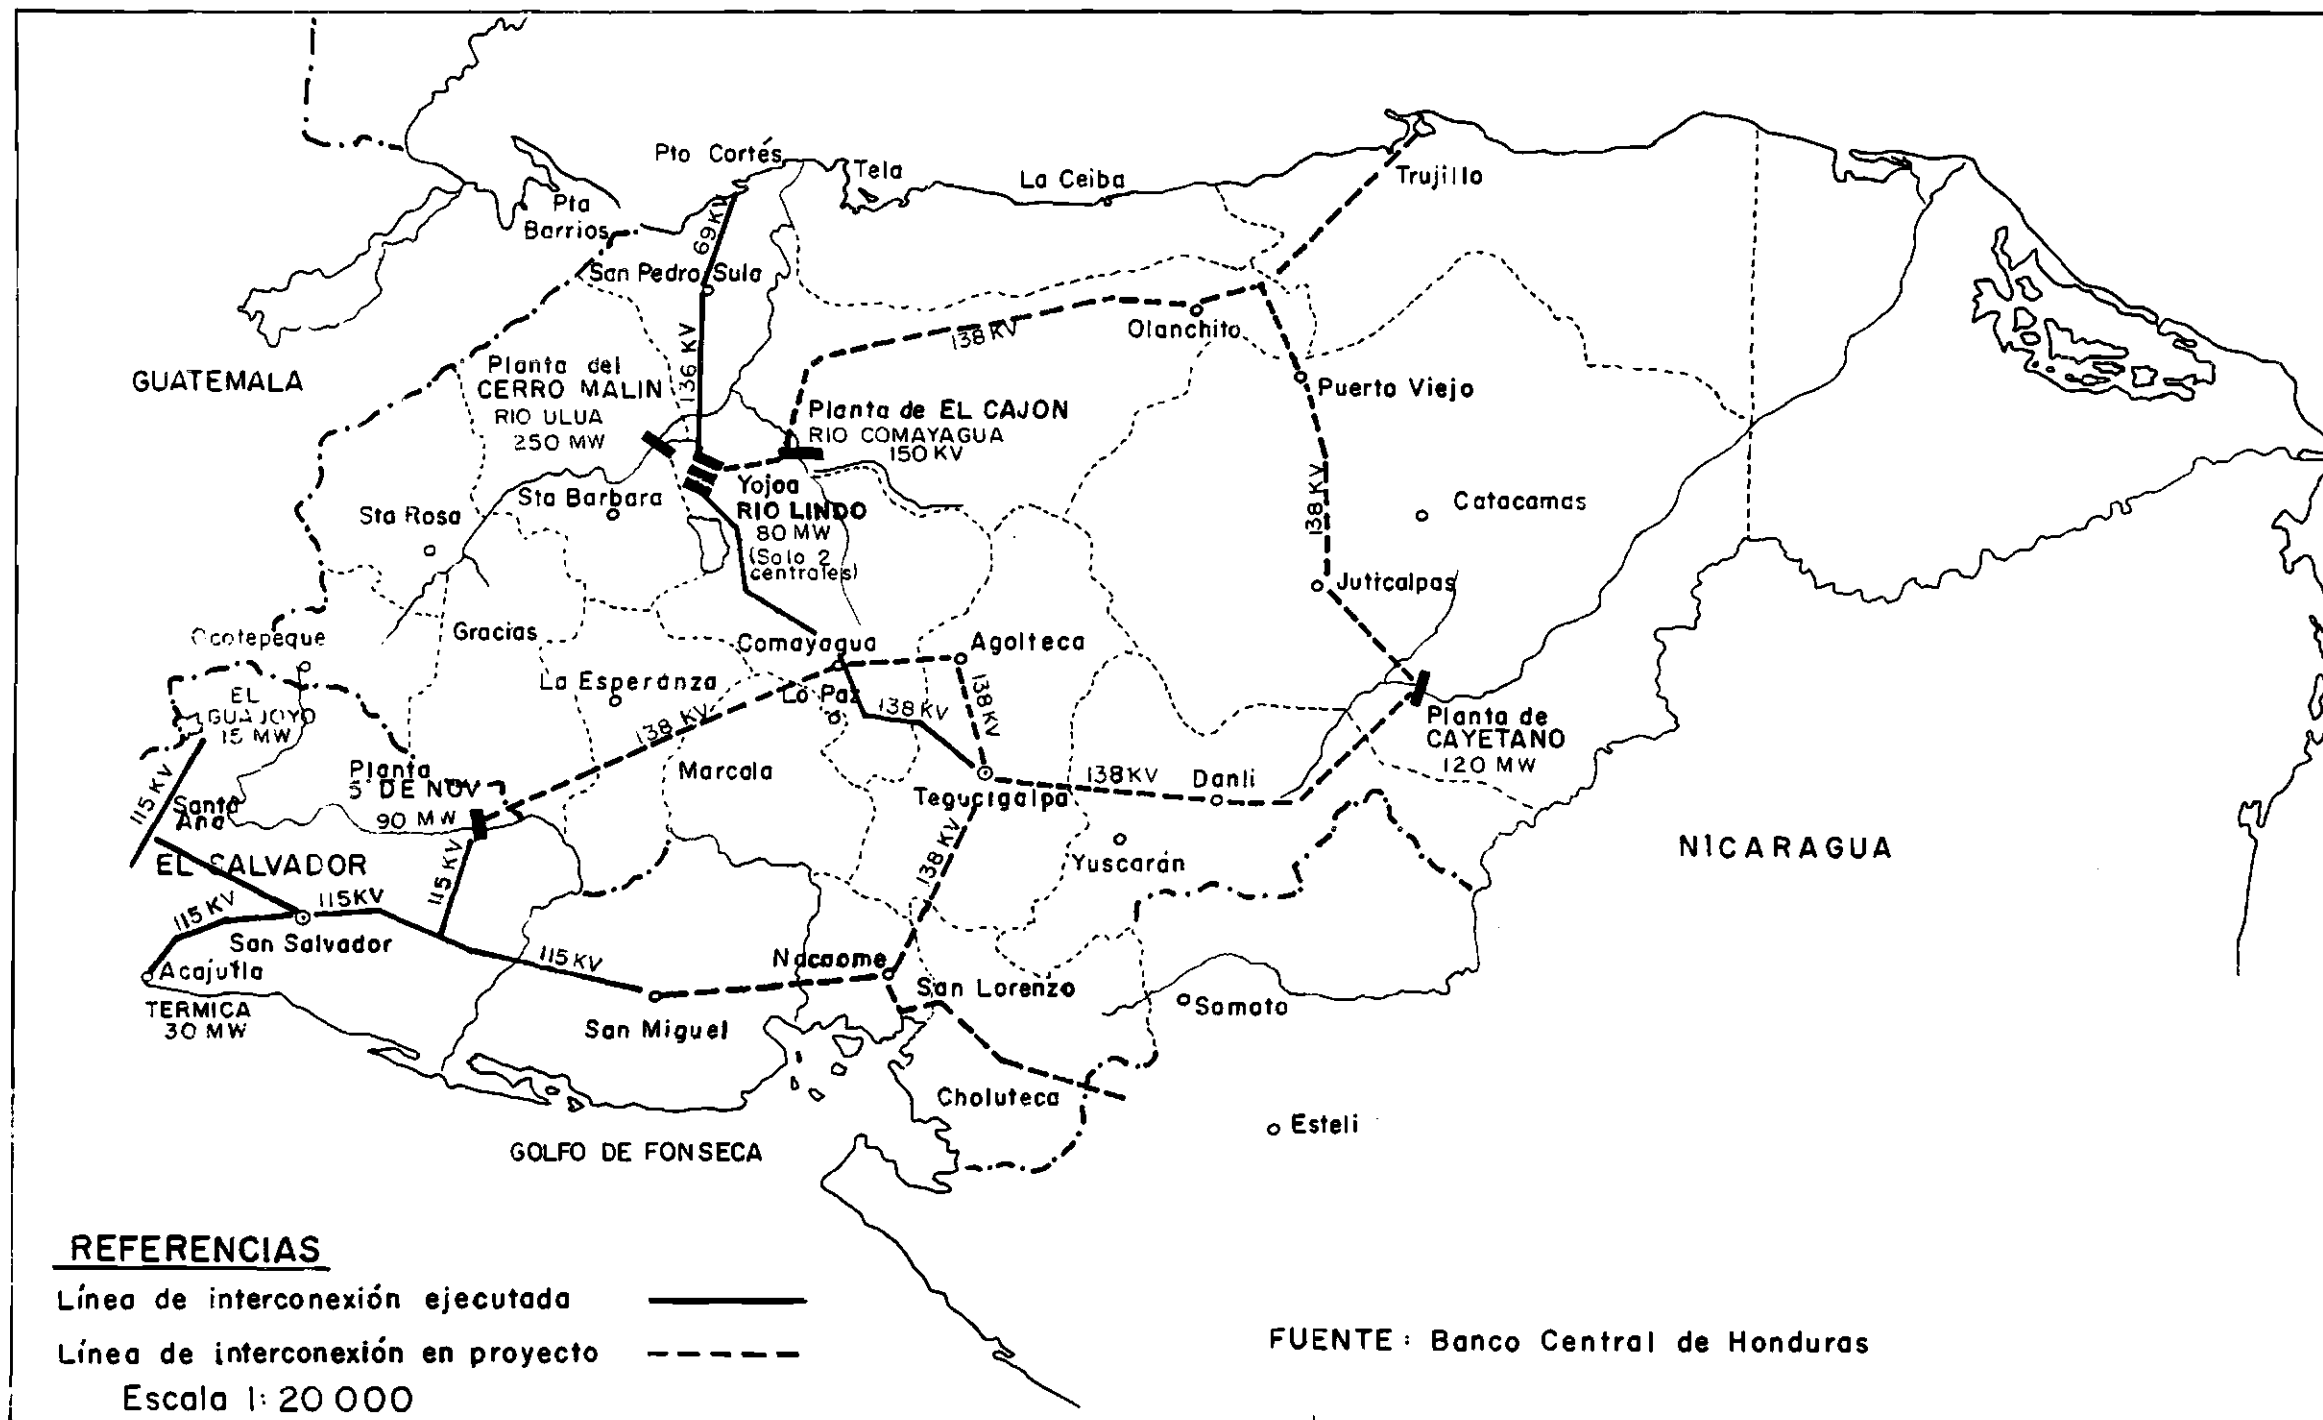 Pto Cortés
Tela
La Ceiba
Trujillo
Pta
Barrios
69 KV
San Pedro Sula
136 KV
138 KV
Olanchito
Puerto Viejo
GUATEMALA
Planta del
CERRO MALIN
RIO ULUA
250 MW
Planta de EL CAJON
RIO COMAYAGUA
150 KV
Yojoa
RIO LINDO
80 MW
(Solo 2
centrales)
Sta Barbara
Sta Rosa
138 KV
Catacamas
Juticalpas
Ocotepeque
Gracias
Comayagua
Agolteca
La Esperánza
La Paz
138 KV
138 KV
138 KV
EL
GUAJOYO
15 MW
Planta de
CAYETANO
120 MW
Marcala
Planta
5 DE NOV
90 MW
138 KV
Danli
Tegucigalpa
115 KV
Santa
Ana
115 KV
138 KV
Yuscarán
NICARAGUA
EL SALVADOR
115 KV
115 KV
San Salvador
115 KV
Acajutla
TERMICA
30 MW
Nacaome
San Lorenzo
San Miguel
Somoto
Choluteca
Esteli
GOLFO DE FONSECA
REFERENCIAS
Línea de interconexión ejecutada
Línea de interconexión en proyecto
Escala 1: 20 000
FUENTE : Banco Central de Honduras